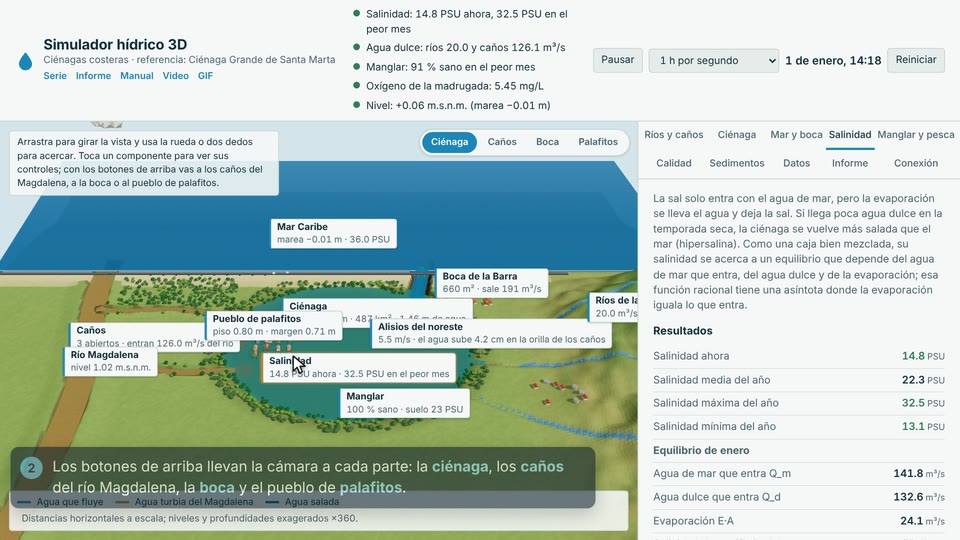 Simulador hídrico 3D
Ciénagas costeras · referencia: Ciénaga Grande de Santa Marta
Serie Informe Manual Video GIF
Salinidad: 14.8 PSU ahora, 32.5 PSU en el
peor mes
Agua dulce: ríos 20.0 y caños 126.1 m³/s
Manglar: 91 % sano en el peor mes
Oxígeno de la madrugada: 5.45 mg/L
Nivel: +0.06 m.s.n.m. (marea −0.01 m)
Pausar
1 h por segundo
1 de enero, 14:18
Reiniciar
Arrastra para girar la vista y usa la rueda o dos dedos
para acercar. Toca un componente para ver sus
controles; con los botones de arriba vas a los caños del
Magdalena, a la boca o al pueblo de palafitos.
Ciénaga Caños Boca Palafitos
Mar Caribe
marea −0.01 m · 36.0 PSU
Boca de la Barra
660 m² · sale 191 m³/s
Ríos de la
20.0 m³/s
Ciénaga
Pueblo de palafitos
piso 0.80 m · margen 0.71 m
Alisios del noreste
5.5 m/s · el agua sube 4.2 cm en la orilla de los caños
Caños
3 abiertos · entran 126.0 m³/s del río
Río Magdalena
nivel 1.02 m.s.n.m.
Salinidad
14.8 PSU ahora · 32.5 PSU en el peor mes
Manglar
100 % sano · suelo 23 PSU
2
Los botones de arriba llevan la cámara a cada parte: la ciénaga, los caños
del río Magdalena, la boca y el pueblo de palafitos.
Agua que fluye Agua turbia del Magdalena Agua salada
Distancias horizontales a escala; niveles y profundidades exagerados ×360.
Ríos y caños Ciénaga Mar y boca Salinidad Manglar y pesca
Calidad Sedimentos Datos Informe Conexión
La sal solo entra con el agua de mar, pero la evaporación
se lleva el agua y deja la sal. Si llega poca agua dulce en la
temporada seca, la ciénaga se vuelve más salada que el
mar (hipersalina). Como una caja bien mezclada, su
salinidad se acerca a un equilibrio que depende del agua
de mar que entra, del agua dulce y de la evaporación; esa
función racional tiene una asíntota donde la evaporación
iguala lo que entra.
Resultados
Salinidad ahora 14.8 PSU
Salinidad media del año 22.3 PSU
Salinidad máxima del año 32.5 PSU
Salinidad mínima del año 13.1 PSU
Equilibrio de enero
Agua de mar que entra Q_m 141.8 m³/s
Agua dulce que entra Q_d 132.6 m³/s
Evaporación E·A 24.1 m³/s